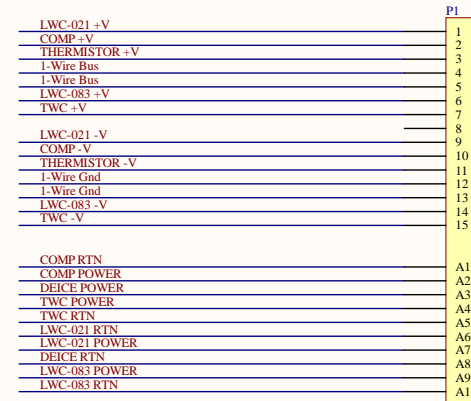 P1
LWC-021 +V 1
COMP +V 2
THERMISTOR +V 3
1-Wire Bus 4
1-Wire Bus 5
LWC-083 +V 6
TWC +V 7
8
LWC-021 -V 9
COMP -V 10
THERMISTOR -V 11
1-Wire Gnd 12
1-Wire Gnd 13
LWC-083 -V 14
TWC -V 15
COMP RTN A1
COMP POWER A2
DEICE POWER A3
TWC POWER A4
TWC RTN A5
LWC-021 RTN A6
LWC-021 POWER A7
DEICE RTN A8
LWC-083 POWER A9
LWC-083 RTN A1